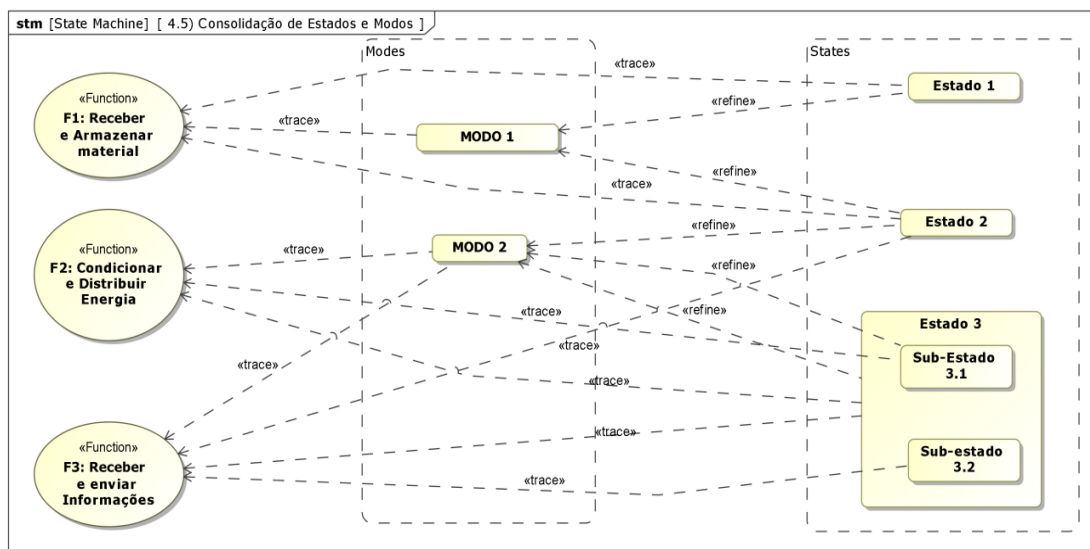 stm [State Machine] [ 4.5) Consolidação de Estados e Modos ]
Modes
States
«Function»
F1: Receber
e Armazenar
material
«trace»
«trace»
«refine»
Estado 1
MODO 1
«refine»
«trace»
Estado 2
«Function»
F2: Condicionar
e Distribuir
Energia
«trace»
MODO 2
«refine»
«refine»
«trace»
«refine»
Estado 3
«trace»
«trace»
Sub-Estado
3.1
«trace»
«Function»
F3: Receber
e enviar
Informações
«trace»
«trace»
Sub-estado
3.2